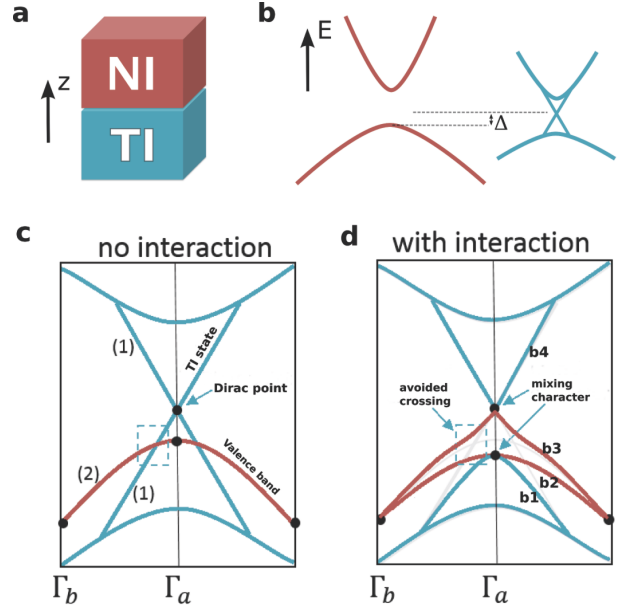 a
NI
TI
z
b
E
Δ
c
no interaction
(1)
TI state
Dirac point
(2)
Valence band
(1)
Γb
Γa
d
with interaction
b4
avoided
crossing
mixing
character
b3
b2
b1
Γb
Γa